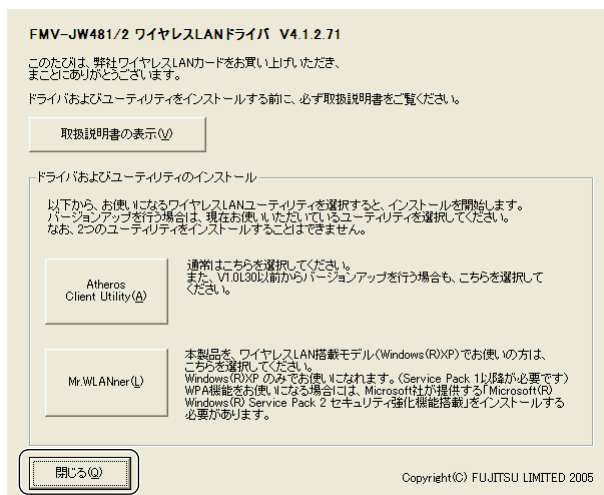 FMV-JW481/2 ワイヤレスLANドライバ V4.1.2.71
このたびは、弊社ワイヤレスLANカードをお買い上げいただき、
まことにありがとうございます。
ドライバおよびユーティリティをインストールする前に、必ず取扱説明書をご覧ください。
取扱説明書の表示(V)
ドライバおよびユーティリティのインストール
以下から、お使いになるワイヤレスLANユーティリティを選択すると、インストールを開始します。
バージョンアップを行う場合は、現在お使いいただいているユーティリティを選択してください。
なお、2つのユーティリティをインストールすることはできません。
Atheros
Client Utility(A)
通常はこちらを選択してください。
また、V1.0L30以前からバージョンアップを行う場合も、こちらを選択して
ください。
Mr.WLANner(L)
本製品を、ワイヤレスLAN搭載モデル(Windows(R)XP)でお使いの方は、
こちらを選択してください。
Windows(R)XP のみでお使いになれます。(Service Pack 1以降が必要です)
WPA機能をお使いになる場合には、Microsoft社が提供する「Microsoft(R)
Windows(R) Service Pack 2 セキュリティ強化機能搭載」をインストールする
必要があります。
閉じる(Q)
Copyright(C) FUJITSU LIMITED 2005